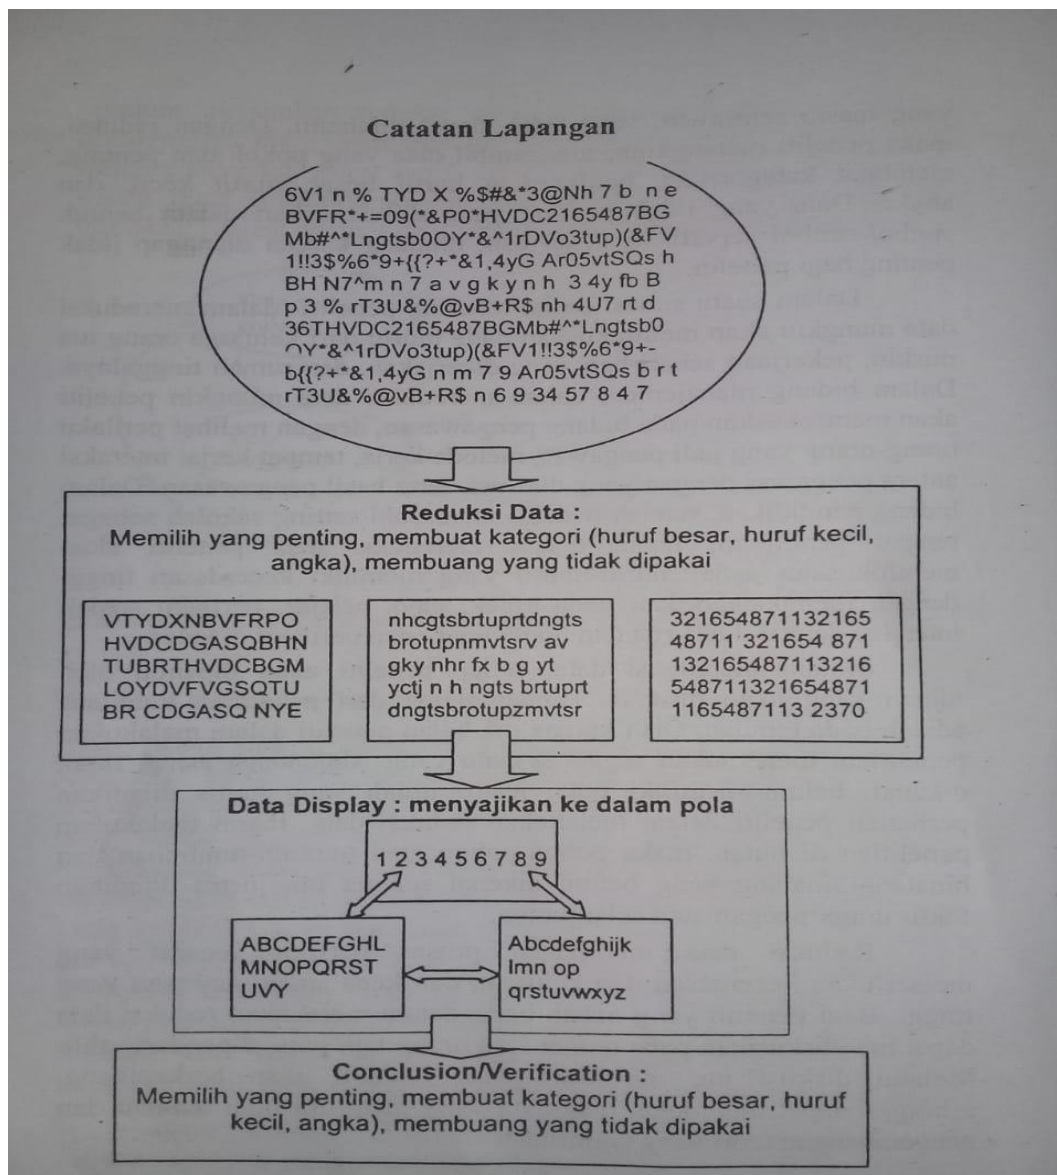 Catatan Lapangan
6V1 n % TYD X %$#&*3@Nh 7 b n e
BVFR*+=09(*&P0*HVDC2165487BG
Mb#^*Lngtsb0OY*&^1rDVo3tup)(&FV
1!!3$%6*9+{{?+*&1,4yG Ar05vtSQs h
BH N7^m n 7 a v g k y n h 3 4y fb B
p 3 % rT3U&%@vB+R$ nh 4U7 rt d
36THVDC2165487BGMb#^*Lngtsb0
OY*&^1rDVo3tup)(&FV1!!3$%6*9+-
b{{?+*&1,4yG n m 7 9 Ar05vtSQs b r t
rT3U&%@vB+R$ n 6 9 34 57 8 4 7
Reduksi Data :
Memilih yang penting, membuat kategori (huruf besar, huruf kecil,
angka), membuang yang tidak dipakai
VTYDXNBVFRPO
HVDCDGASQBHN
TUBRTHVDCBGM
LOYDVFVGSQTU
BR CDGASQ NYE
nhcgtsbrtuprtdngts
brotupnmvtsrv av
gky nhr fx b g yt
yctj n h ngts brtuprt
dngtsbrotupzmvtsr
321654871132165
48711 321654 871
132165487113216
548711321654871
1165487113 2370
Data Display : menyajikan ke dalam pola
1 2 3 4 5 6 7 8 9
ABCDEFGHL
MNOPQRST
UVY
Abcdefghijk
lmn op
qrstuvwxyz
Conclusion/Verification :
Memilih yang penting, membuat kategori (huruf besar, huruf
kecil, angka), membuang yang tidak dipakai